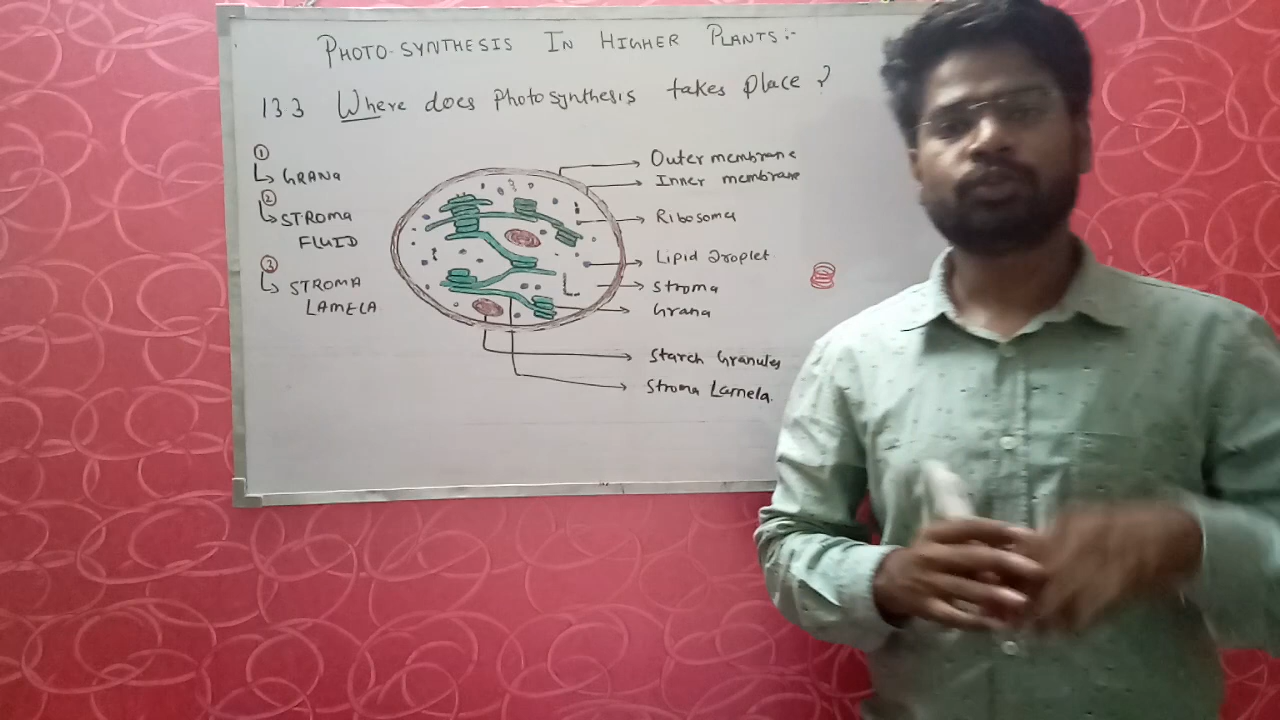 PHOTO-SYNTHESIS IN HIGHER PLANTS:-
13 3 Where does Photosynthesis takes place?
①
GRANA
②
STROMA
FLUID
③
STROMA
LAMELA
Outer membrane
Inner membrane
Ribosoma
Lipid Droplet
Stroma
Grana
Starch Granules
Stroma Lamela.